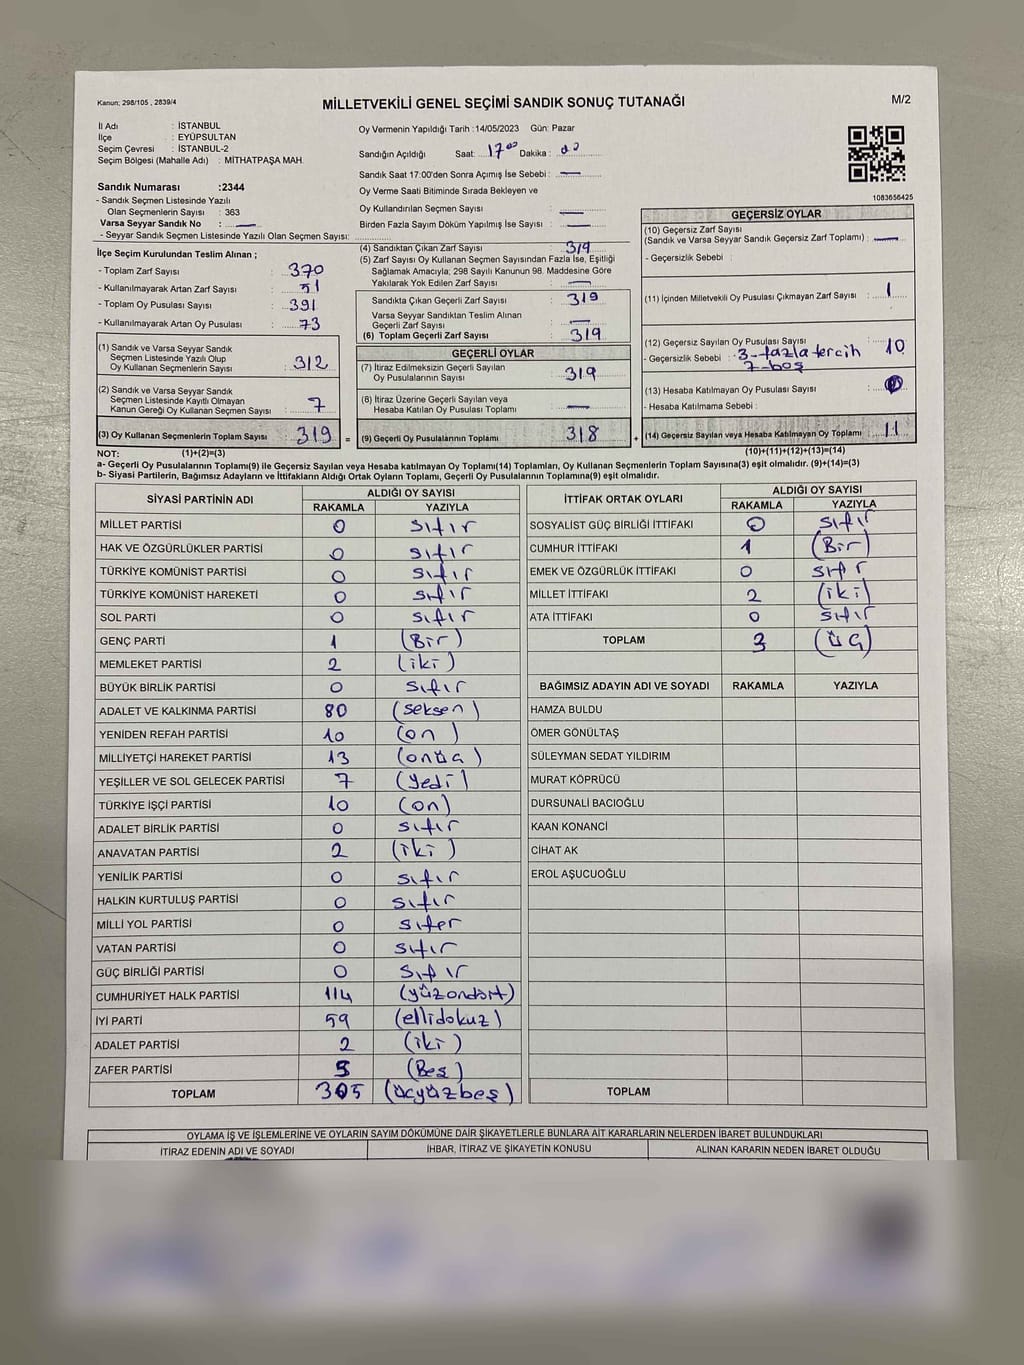 Kanun; 298/105 , 2839/4
MİLLETVEKİLİ GENEL SEÇİMİ SANDIK SONUÇ TUTANAĞI
M/2
İl Adı : İSTANBUL
İlçe : EYÜPSULTAN
Seçim Çevresi : İSTANBUL-2
Seçim Bölgesi (Mahalle Adı) : MİTHATPAŞA MAH.
Sandık Numarası :2344
- Sandık Seçmen Listesinde Yazılı
Olan Seçmenlerin Sayısı : 363
Varsa Seyyar Sandık No : —
- Seyyar Sandık Seçmen Listesinde Yazılı Olan Seçmen Sayısı:
Oy Vermenin Yapıldığı Tarih :14/05/2023 Gün: Pazar
Sandığın Açıldığı Saat: 17:00 Dakika :
Sandık Saat 17:00'den Sonra Açımış İse Sebebi : —
Oy Verme Saati Bitiminde Sırada Bekleyen ve
Oy Kullandırılan Seçmen Sayısı : —
Birden Fazla Sayım Döküm Yapılmış İse Sayısı : —
1083656425
İlçe Seçim Kurulundan Teslim Alınan ;
- Toplam Zarf Sayısı : 370
- Kullanılmayarak Artan Zarf Sayısı : 51
- Toplam Oy Pusulası Sayısı : 391
- Kullanılmayarak Artan Oy Pusulası : 73
(1) Sandık ve Varsa Seyyar Sandık
Seçmen Listesinde Yazılı Olup
Oy Kullanan Seçmenlerin Sayısı : 312
(2) Sandık ve Varsa Seyyar Sandık
Seçmen Listesinde Kayıtlı Olmayan
Kanun Gereği Oy Kullanan Seçmen Sayısı : 7
(3) Oy Kullanan Seçmenlerin Toplam Sayısı : 319 =
(4) Sandıktan Çıkan Zarf Sayısı : 319
(5) Zarf Sayısı Oy Kullanan Seçmen Sayısından Fazla İse, Eşitliği
Sağlamak Amacıyla; 298 Sayılı Kanunun 98. Maddesine Göre
Yakılarak Yok Edilen Zarf Sayısı : —
Sandıkta Çıkan Geçerli Zarf Sayısı : 319
Varsa Seyyar Sandıktan Teslim Alınan
Geçerli Zarf Sayısı : —
(6) Toplam Geçerli Zarf Sayısı : 319
GEÇERLİ OYLAR
(7) İtiraz Edilmeksizin Geçerli Sayılan
Oy Pusulalarının Sayısı : 319
(8) İtiraz Üzerine Geçerli Sayılan veya
Hesaba Katılan Oy Pusulası Toplamı : —
(9) Geçerli Oy Pusulalarının Toplamı : 318 +
GEÇERSİZ OYLAR
(10) Geçersiz Zarf Sayısı
(Sandık ve Varsa Seyyar Sandık Geçersiz Zarf Toplamı) : —
- Geçersizlik Sebebi :
(11) İçinden Milletvekili Oy Pusulası Çıkmayan Zarf Sayısı : 1
(12) Geçersiz Sayılan Oy Pusulası Sayısı : 10
- Geçersizlik Sebebi : 3-fazla tercih
7-boş
(13) Hesaba Katılmayan Oy Pusulası Sayısı :
- Hesaba Katılmama Sebebi :
(14) Geçersiz Sayılan veya Hesaba Katılmayan Oy Toplamı : 11
NOT: (1)+(2)=(3) (10)+(11)+(12)+(13)=(14)
a- Geçerli Oy Pusulalarının Toplamı(9) ile Geçersiz Sayılan veya Hesaba katılmayan Oy Toplamı(14) Toplamları, Oy Kullanan Seçmenlerin Toplam Sayısına(3) eşit olmalıdır. (9)+(14)=(3)
b- Siyasi Partilerin, Bağımsız Adayların ve İttifakların Aldığı Ortak Oyların Toplamı, Geçerli Oy Pusulalarının Toplamına(9) eşit olmalıdır.
SİYASİ PARTİNİN ADI ALDIĞI OY SAYISI
RAKAMLA YAZIYLA
MİLLET PARTİSİ 0 sıfır
HAK VE ÖZGÜRLÜKLER PARTİSİ 0 sıfır
TÜRKİYE KOMÜNİST PARTİSİ 0 sıfır
TÜRKİYE KOMÜNİST HAREKETİ 0 sıfır
SOL PARTİ 0 sıfır
GENÇ PARTİ 1 (Bir)
MEMLEKET PARTİSİ 2 (iki)
BÜYÜK BİRLİK PARTİSİ 0 sıfır
ADALET VE KALKINMA PARTİSİ 80 (seksen)
YENİDEN REFAH PARTİSİ 10 (on)
MİLLİYETÇİ HAREKET PARTİSİ 13 (onüç)
YEŞİLLER VE SOL GELECEK PARTİSİ 7 (yedi)
TÜRKİYE İŞÇİ PARTİSİ 10 (on)
ADALET BİRLİK PARTİSİ 0 sıfır
ANAVATAN PARTİSİ 2 (iki)
YENİLİK PARTİSİ 0 sıfır
HALKIN KURTULUŞ PARTİSİ 0 sıfır
MİLLİ YOL PARTİSİ 0 sıfır
VATAN PARTİSİ 0 sıfır
GÜÇ BİRLİĞİ PARTİSİ 0 sıfır
CUMHURİYET HALK PARTİSİ 114 (yüzondört)
İYİ PARTİ 59 (ellidokuz)
ADALET PARTİSİ 2 (iki)
ZAFER PARTİSİ 5 (Beş)
TOPLAM 305 (üçyüzbeş)
İTTİFAK ORTAK OYLARI ALDIĞI OY SAYISI
RAKAMLA YAZIYLA
SOSYALİST GÜÇ BİRLİĞİ İTTİFAKI 0 sıfır
CUMHUR İTTİFAKI 1 (Bir)
EMEK VE ÖZGÜRLÜK İTTİFAKI 0 sıfır
MİLLET İTTİFAKI 2 (iki)
ATA İTTİFAKI 0 sıfır
TOPLAM 3 (üç)
BAĞIMSIZ ADAYIN ADI VE SOYADI RAKAMLA YAZIYLA
HAMZA BULDU
ÖMER GÖNÜLTAŞ
SÜLEYMAN SEDAT YILDIRIM
MURAT KÖPRÜCÜ
DURSUNALİ BACIOĞLU
KAAN KONANCİ
CİHAT AK
EROL AŞUCUOĞLU
TOPLAM
OYLAMA İŞ VE İŞLEMLERİNE VE OYLARIN SAYIM DÖKÜMÜNE DAİR ŞİKAYETLERLE BUNLARA AİT KARARLARIN NELERDEN İBARET BULUNDUKLARI
İTİRAZ EDENİN ADI VE SOYADI İHBAR, İTİRAZ VE ŞİKAYETİN KONUSU ALINAN KARARIN NEDEN İBARET OLDUĞU